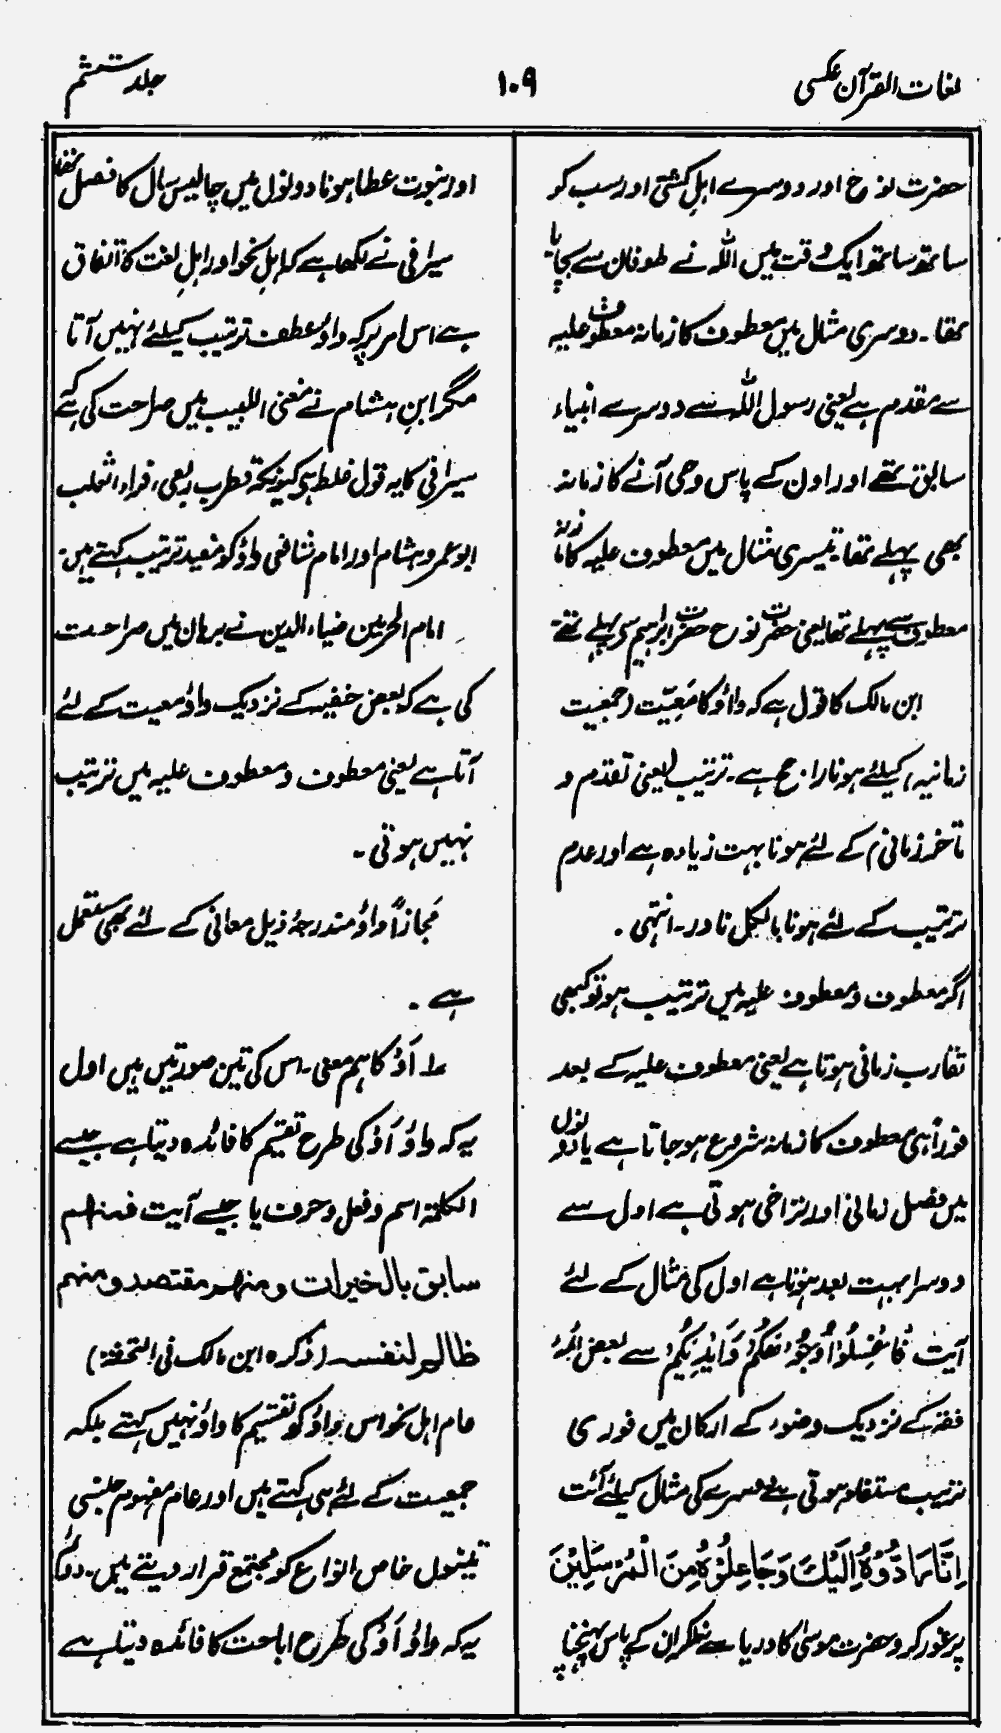 لغات القرآن عکسی
۱۰۹
جلد ششم
حضرت نوح اور دوسرے اہل کشتی اور سب کو
ساتھ ساتھ ایک وقت میں اللہ نے طوفان سے بچایا
تھا۔ دوسری مثال میں معطوف کا زمانہ معطوف علیہ
سے مقدم ہے یعنی رسول اللہ سے دوسرے انبیاء
سابق تھے اور اون کے پاس وحی آنے کا زمانہ
بھی پہلے تھا تیسری مثال میں معطوف علیہ کا زمانہ
معطوف سے پہلے تھا یعنی حضرت نوح حضرت ابراہیم سے پہلے تھے
ابن مالک کا قول ہے کہ واؤ کا مَعِیّت (جمعیت
زمانیہ) کیلئے ہونا راجح ہے۔ ترتیب یعنی تقدم و
تأخر زمانی) کے لئے ہونا بہت زیادہ ہے اور عدم
ترتیب کے لئے ہونا بالکل نادر۔ انتہی ۔
اگر معطوف و معطوف علیہ میں ترتیب ہو تو کبھی
تقارب زمانی ہوتا ہے یعنی معطوف علیہ کے بعد
فوراً ہی معطوف کا زمانہ شروع ہو جاتا ہے یا دونوں
میں فصل زمانی اور تراخی ہوتی ہے اول سے
دوسرا بہت بعد ہوتا ہے اول کی مثال کے لئے
آیت فَاغْسِلُوْا وُجُوْهَكُمْ وَاَيْدِيَكُمْ سے بعض ائمۂ
فقہ کے نزدیک وضوء کے ارکان میں فوری
ترتیب مستفاد ہوتی ہے دوسرے کی مثال کیلئے آئت
اِنَّا رَادُّوْهُ اِلَيْكَ وَجَاعِلُوْهُ مِنَ الْمُرْسَلِيْنَ
پر غور کرو حضرت موسیٰ کا دریا سے نکلکر ان کے پاس پہنچنا
اور نبوت عطا ہونا دونوں میں چالیس سال کا فصل تھا
سیرافی نے لکھا ہے کہ اہلِ نحو اور اہلِ لغت کا اتفاق
ہے اس امر پر کہ واؤ عطف ترتیب کیلئے نہیں آتا
مگر ابنِ ہشام نے مغنی اللبیب میں صراحت کی ہے کہ
سیرافی کا یہ قول غلط ہے کیونکہ قطرب ربعی، فراء، ثعلب
ابو عمرو ہشام اور امام شافعی واؤ کو مفید ترتیب کہتے ہیں۔
امام الحرمین ضیاء الدین نے برہان میں صراحت
کی ہے کہ بعض حنفیہ کے نزدیک واؤ معیت کے لئے
آتا ہے یعنی معطوف و معطوف علیہ میں ترتیب
نہیں ہوتی ۔
مَجازاً واؤ مندرجۂ ذیل معانی کے لئے بھی مستعمل
ہے ۔
۱۔ اَوْ کا ہم معنی۔ اس کی تین صورتیں ہیں اول
یہ کہ واؤ اَوْ کی طرح تقسیم کا فائدہ دیتا ہے جیسے
الکلمۃ اسم و فعل و حرف یا جیسے آیت فمنهم
سابق بالخیرات و منهم مقتصد و منهم
ظالم لنفسہ (ذکرہ ابن مالک فی التحفۃ)
عام اہل نحو اس واؤ کو تقسیم کا واؤ نہیں کہتے بلکہ
جمعیت کے لئے ہی کہتے ہیں اور عام مفہوم جنسی
میں خاص انواع کو مجتمع قرار دیتے ہیں۔ دوم
یہ کہ واؤ اَوْ کی طرح اباحت کا فائدہ دیتا ہے